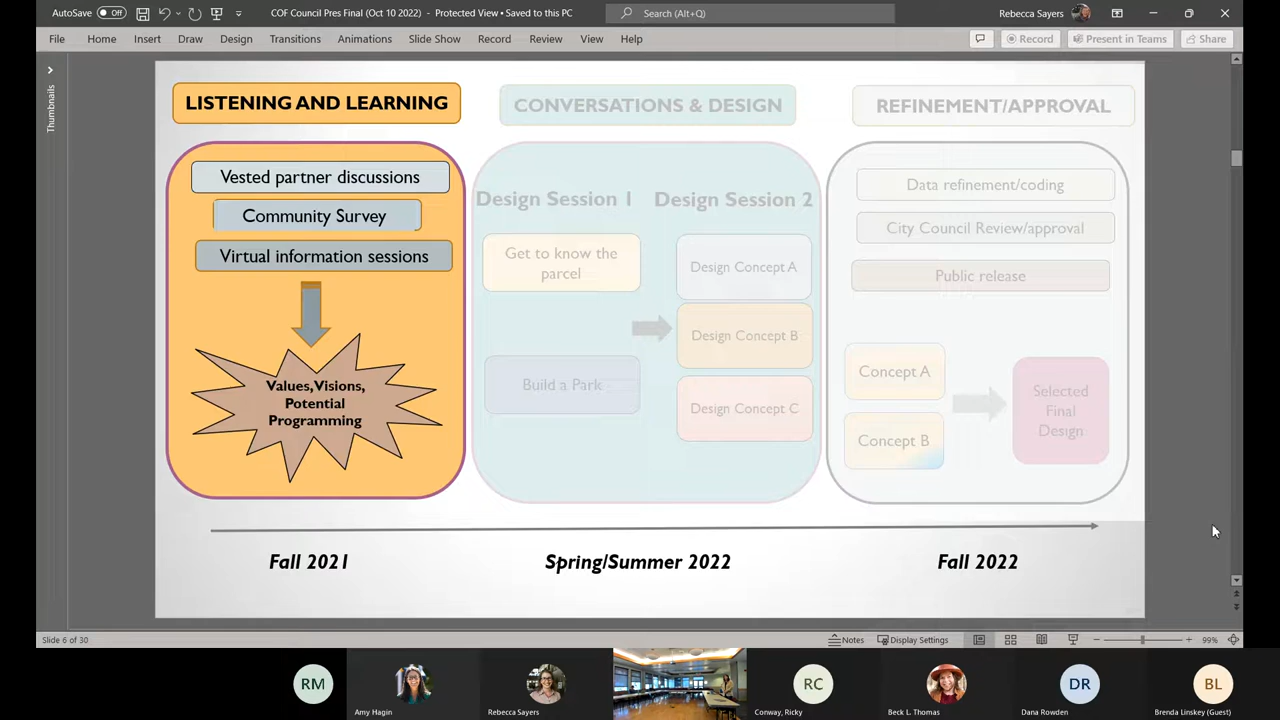 AutoSave Off COF Council Pres Final (Oct 10 2022) - Protected View • Saved to this PC Search (Alt+Q) Rebecca Sayers
File Home Insert Draw Design Transitions Animations Slide Show Record Review View Help Record Present in Teams Share
Thumbnails
LISTENING AND LEARNING
Vested partner discussions
Community Survey
Virtual information sessions
Values, Visions,
Potential
Programming
CONVERSATIONS & DESIGN
Design Session 1 Design Session 2
Get to know the
parcel
Build a Park
Design Concept A
Design Concept B
Design Concept C
REFINEMENT/APPROVAL
Data refinement/coding
City Council Review/approval
Public release
Concept A
Concept B
Selected
Final
Design
Fall 2021 Spring/Summer 2022 Fall 2022
Slide 6 of 30 Notes Display Settings 99%
RM RC DR BL
Amy Hagin Rebecca Sayers Conway, Ricky Beck L. Thomas Dana Rowden Brenda Linskey (Guest)